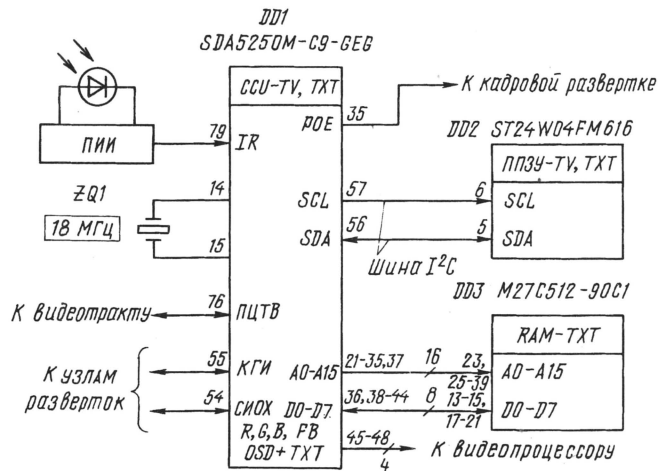 DD1
SDA5250M-C9-GEG
CCU-TV, TXT
POE
35
К кадровой развертке
ПИИ
79
IR
DD2 ST24W04FM616
ППЗУ-TV, TXT
ZQ1
18 МГц
14
15
SCL
57
6
SCL
SDA
56
5
SDA
Шина I²C
DD3 M27C512-90C1
К видеотракту
76
ПЦТВ
RAM-TXT
К узлам разверток
55
КГИ
54
СИОХ
A0-A15
21-35,37
16
23,
25-39
A0-A15
D0-D7
36,38-44
8
13-15,
17-21
D0-D7
R,G,B, FB
OSD+TXT
45-48
4
К видеопроцессору